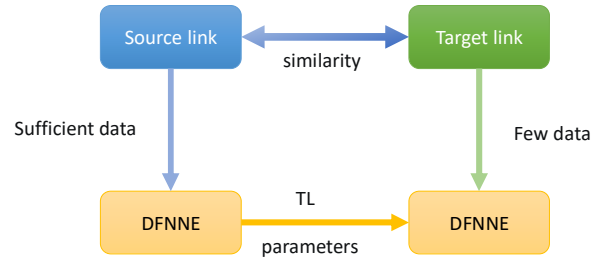 Source link
Target link
similarity
Sufficient data
Few data
DFNNE
TL
parameters
DFNNE